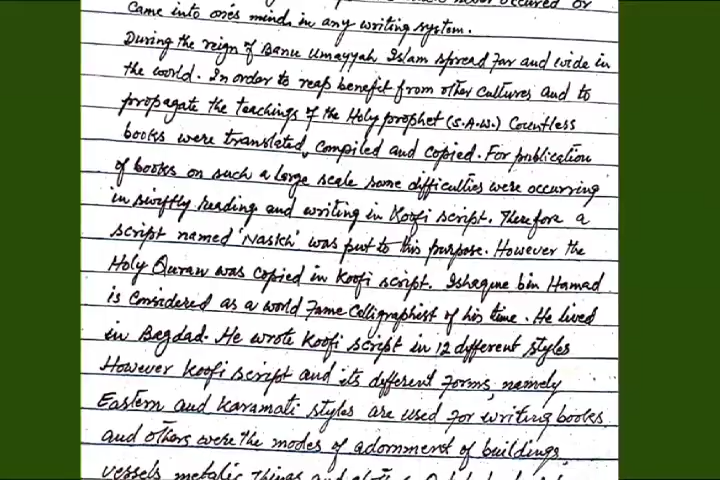 occured or
came into one's mind, in any writing system.
During the reign of Banu Umayyah Islam spread far and wide in
the world. In order to reap benefit from other cultures and to
propagate the teachings of the Holy prophet (S.A.W.) Countless
books were translated, compiled and copied. For publication
of books on such a large scale some difficulties were occurring
in swiftly reading and writing in Koofi script. Therefore a
script named 'Naskh' was put to this purpose. However the
Holy Quran was copied in Koofi script. Ishaque bin Hamad
is considered as a world fame Calligraphist of his time. He lived
in Bagdad. He wrote Koofi script in 12 different styles
However Koofi script and its different forms, namely
Eastern and Karamati styles are used for writing books
and others were the modes of adornment of buildings,
vessels metalic things and